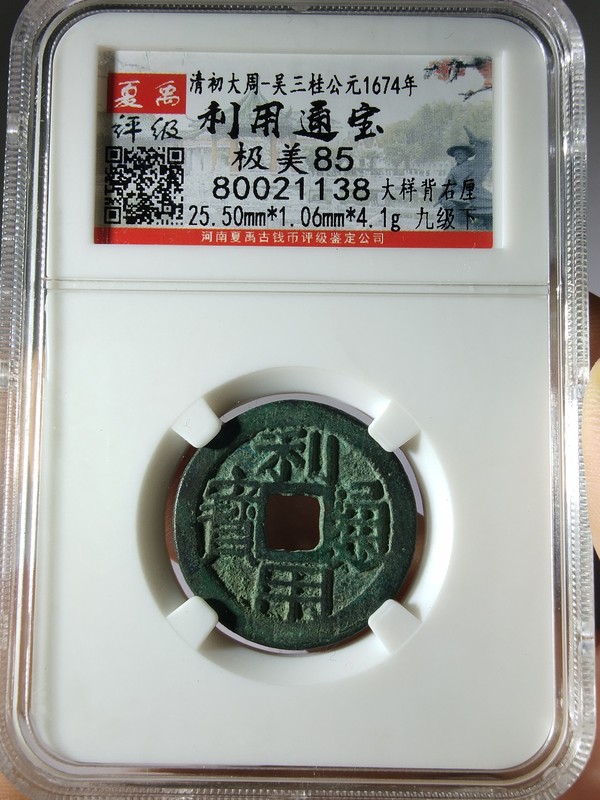 夏禹
评级
清初大周-吴三桂公元1674年
利用通宝
极美85
80021138 大样背右厘
25.50mm*1.06mm*4.1g 九级下
河南夏禹古钱币评级鉴定公司
利
通
寳
用